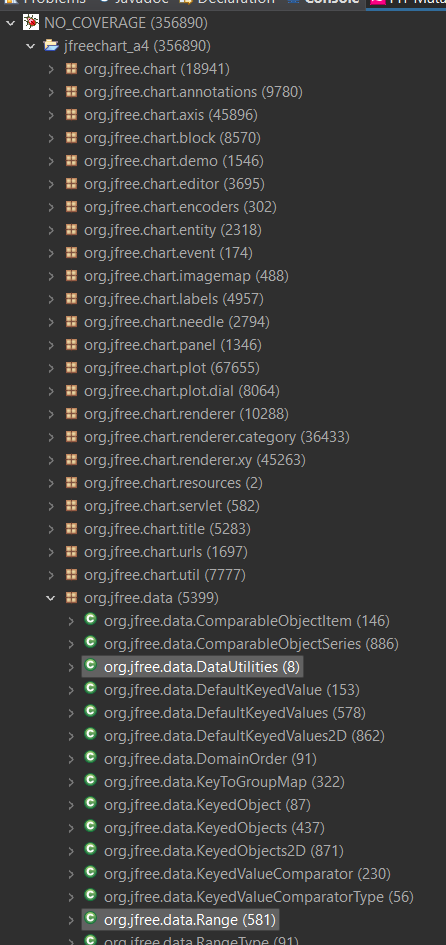 Declaration
Console
NO_COVERAGE (356890)
jfreechart_a4 (356890)
org.jfree.chart (18941)
org.jfree.chart.annotations (9780)
org.jfree.chart.axis (45896)
org.jfree.chart.block (8570)
org.jfree.chart.demo (1546)
org.jfree.chart.editor (3695)
org.jfree.chart.encoders (302)
org.jfree.chart.entity (2318)
org.jfree.chart.event (174)
org.jfree.chart.imagemap (488)
org.jfree.chart.labels (4957)
org.jfree.chart.needle (2794)
org.jfree.chart.panel (1346)
org.jfree.chart.plot (67655)
org.jfree.chart.plot.dial (8064)
org.jfree.chart.renderer (10288)
org.jfree.chart.renderer.category (36433)
org.jfree.chart.renderer.xy (45263)
org.jfree.chart.resources (2)
org.jfree.chart.servlet (582)
org.jfree.chart.title (5283)
org.jfree.chart.urls (1697)
org.jfree.chart.util (7777)
org.jfree.data (5399)
org.jfree.data.ComparableObjectItem (146)
org.jfree.data.ComparableObjectSeries (886)
org.jfree.data.DataUtilities (8)
org.jfree.data.DefaultKeyedValue (153)
org.jfree.data.DefaultKeyedValues (578)
org.jfree.data.DefaultKeyedValues2D (862)
org.jfree.data.DomainOrder (91)
org.jfree.data.KeyToGroupMap (322)
org.jfree.data.KeyedObject (87)
org.jfree.data.KeyedObjects (437)
org.jfree.data.KeyedObjects2D (871)
org.jfree.data.KeyedValueComparator (230)
org.jfree.data.KeyedValueComparatorType (56)
org.jfree.data.Range (581)
org.jfree.data.RangeType (91)